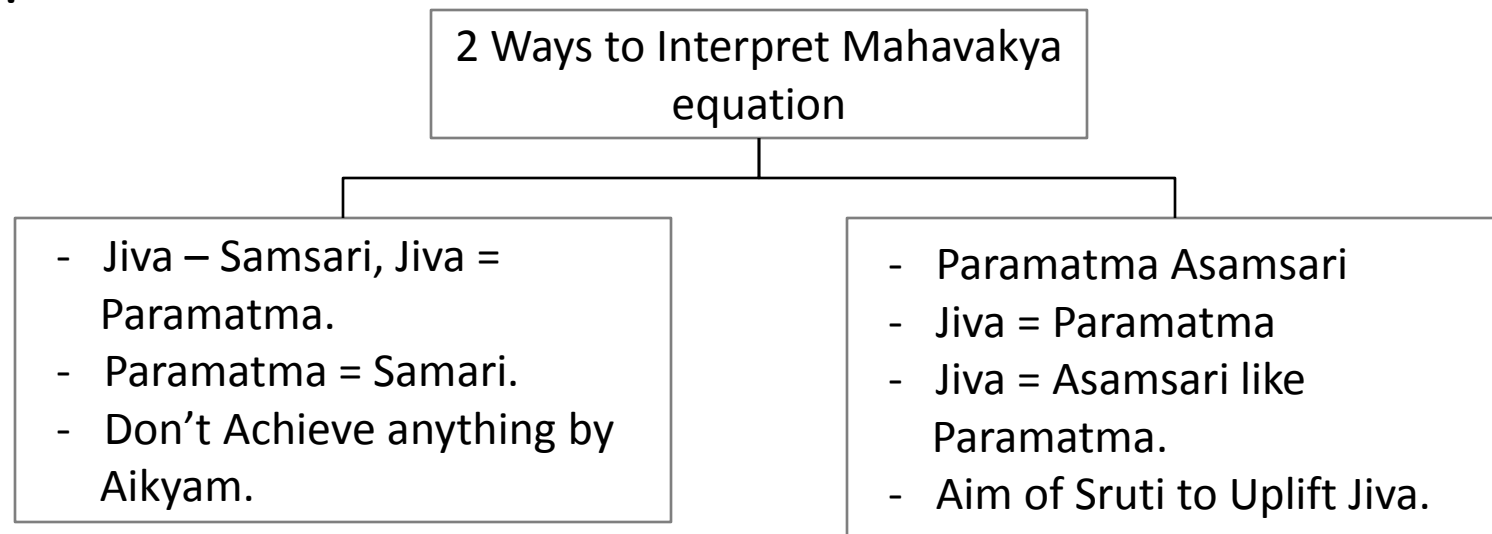 2 Ways to Interpret Mahavakya
equation
- Jiva – Samsari, Jiva =
Paramatma.
- Paramatma = Samari.
- Don’t Achieve anything by
Aikyam.
- Paramatma Asamsari
- Jiva = Paramatma
- Jiva = Asamsari like
Paramatma.
- Aim of Sruti to Uplift Jiva.